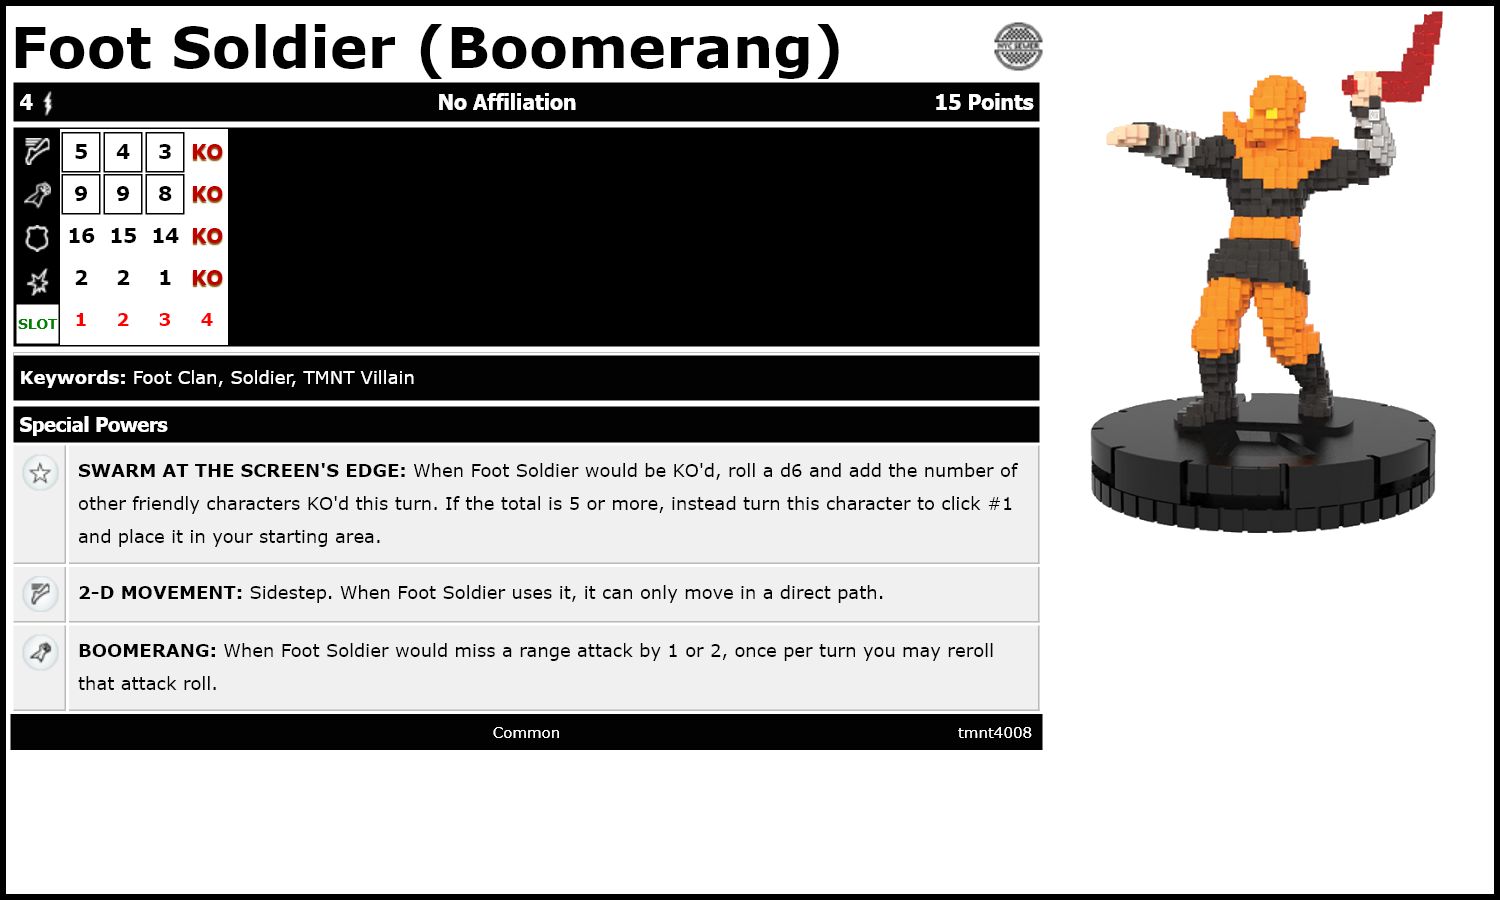 Foot Soldier (Boomerang)
NYC SEWER
4 No Affiliation 15 Points
5 4 3 KO
9 9 8 KO
16 15 14 KO
2 2 1 KO
SLOT 1 2 3 4
Keywords: Foot Clan, Soldier, TMNT Villain
Special Powers
SWARM AT THE SCREEN'S EDGE: When Foot Soldier would be KO'd, roll a d6 and add the number of
other friendly characters KO'd this turn. If the total is 5 or more, instead turn this character to click #1
and place it in your starting area.
2-D MOVEMENT: Sidestep. When Foot Soldier uses it, it can only move in a direct path.
BOOMERANG: When Foot Soldier would miss a range attack by 1 or 2, once per turn you may reroll
that attack roll.
Common tmnt4008